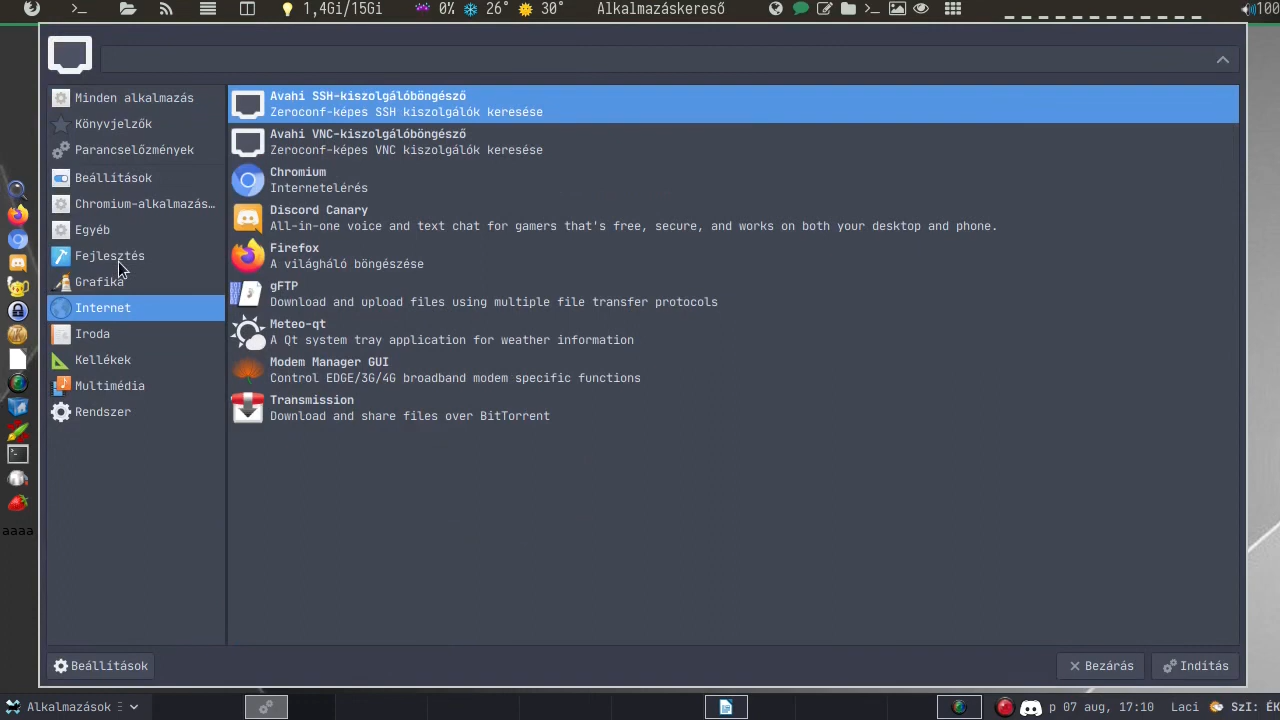 1,4Gi/15Gi 0% 26° 30° Alkalmazáskereső 100
Minden alkalmazás
Könyvjelzők
Parancselőzmények
Beállítások
Chromium-alkalmazás…
Egyéb
Fejlesztés
Grafika
Internet
Iroda
Kellékek
Multimédia
Rendszer
Avahi SSH-kiszolgálóböngésző
Zeroconf-képes SSH kiszolgálók keresése
Avahi VNC-kiszolgálóböngésző
Zeroconf-képes VNC kiszolgálók keresése
Chromium
Internetelérés
Discord Canary
All-in-one voice and text chat for gamers that's free, secure, and works on both your desktop and phone.
Firefox
A világháló böngészése
gFTP
Download and upload files using multiple file transfer protocols
Meteo-qt
A Qt system tray application for weather information
Modem Manager GUI
Control EDGE/3G/4G broadband modem specific functions
Transmission
Download and share files over BitTorrent
aaaa
Beállítások
Bezárás
Indítás
Alkalmazások
p 07 aug, 17:10 Laci SzI: ÉK